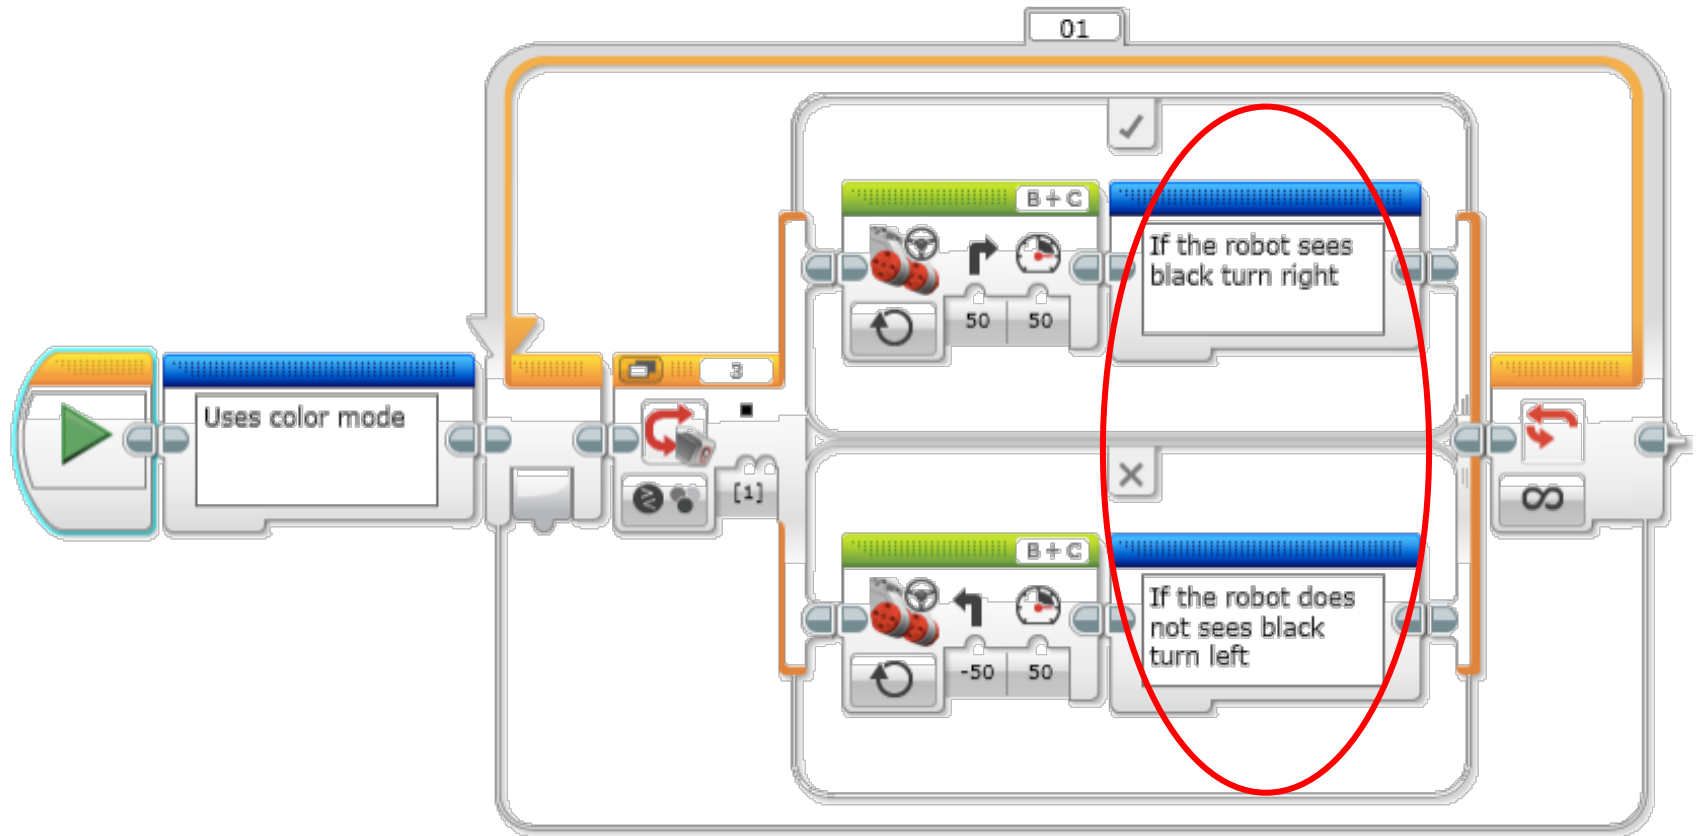 01
B + C
If the robot sees
black turn right
50 50
3
Uses color mode
[1]
B + C
If the robot does
not sees black
turn left
-50 50